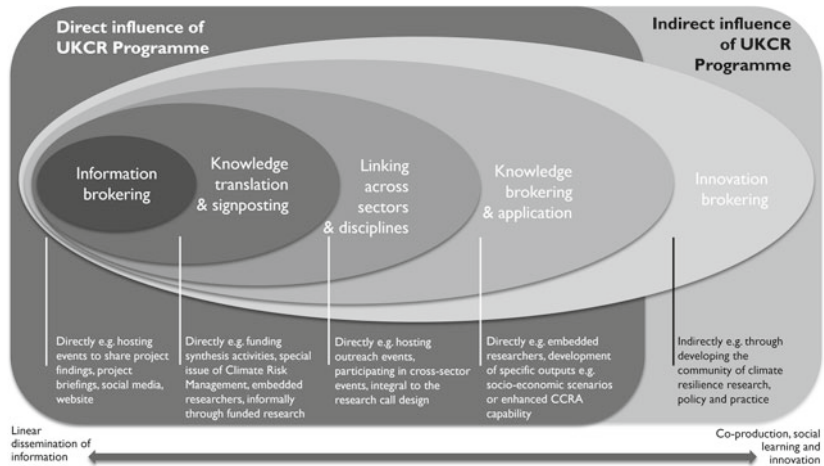 Direct influence of
UKCR Programme
Indirect influence
of UKCR
Programme
Information
brokering
Knowledge
translation
& signposting
Linking
across
sectors
& disciplines
Knowledge
brokering
& application
Innovation
brokering
Directly e.g. hosting
events to share project
findings, project
briefings, social media,
website
Directly e.g. funding
synthesis activities, special
issue of Climate Risk
Management, embedded
researchers, informally
through funded research
Directly e.g. hosting
outreach events,
participating in cross-sector
events, integral to the
research call design
Directly e.g. embedded
researchers, development
of specific outputs e.g.
socio-economic scenarios
or enhanced CCRA
capability
Indirectly e.g. through
developing the
community of climate
resilience research,
policy and practice
Linear
dissemination of
information
Co-production, social
learning and
innovation